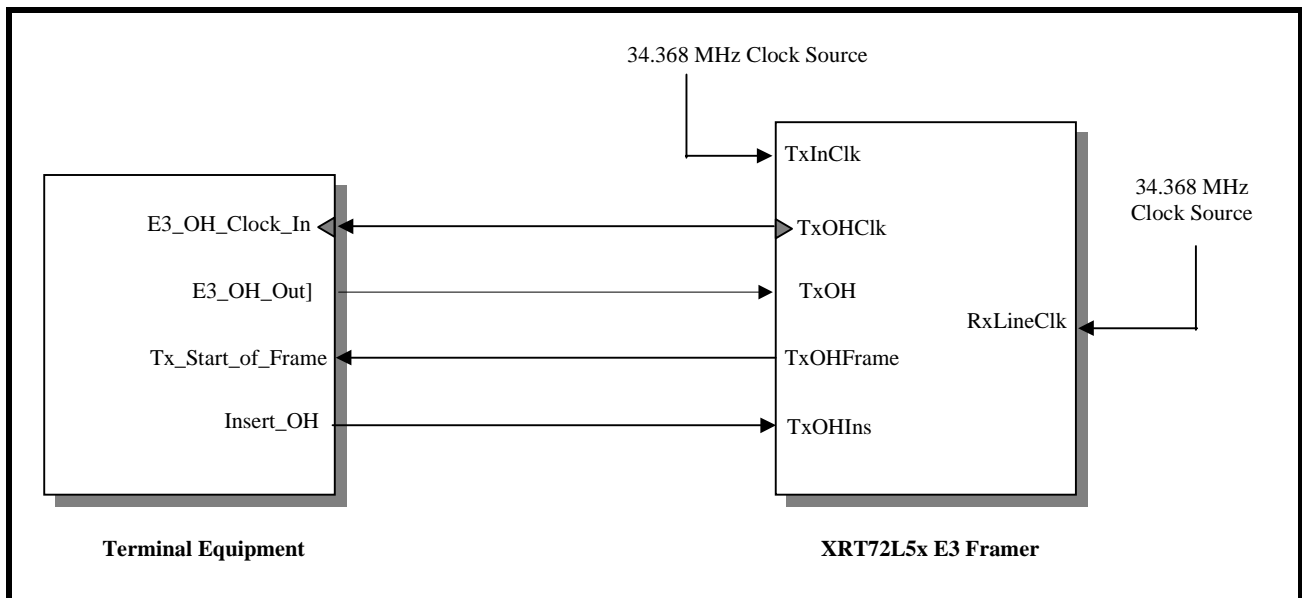 34.368 MHz Clock Source
TxInClk
34.368 MHz
Clock Source
E3_OH_Clock_In
TxOHClk
E3_OH_Out]
TxOH
RxLineClk
Tx_Start_of_Frame
TxOHFrame
Insert_OH
TxOHIns
Terminal Equipment
XRT72L5x E3 Framer